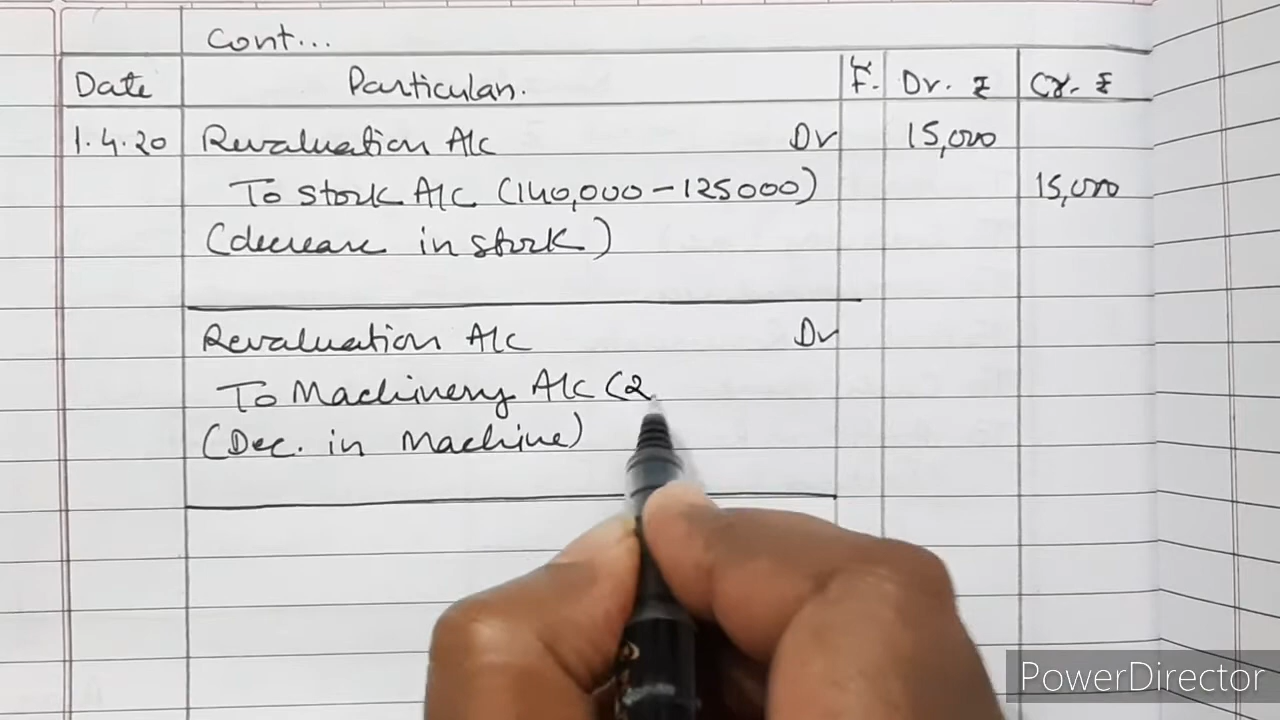 Cont...
Date Particulars. L.F. Dr. ₹ Cr. ₹
1.4.20 Revaluation A/c Dr 15,000
To Stock A/c (140,000-125000) 15,000
(decrease in stock)
Revaluation A/c Dr
To Machinery A/c (2
(Dec. in Machine)
PowerDirector